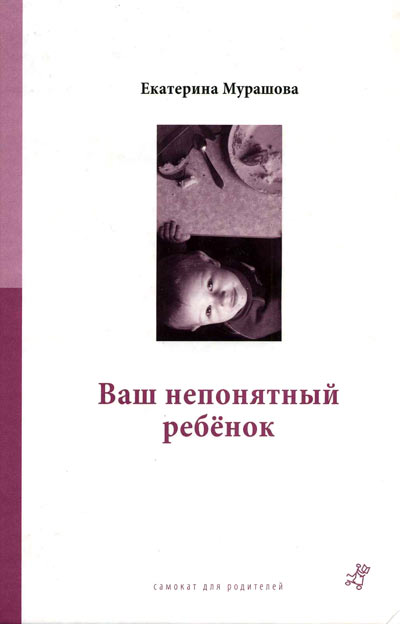 Екатерина Мурашова
Ваш непонятный
ребёнок
самокат для родителей